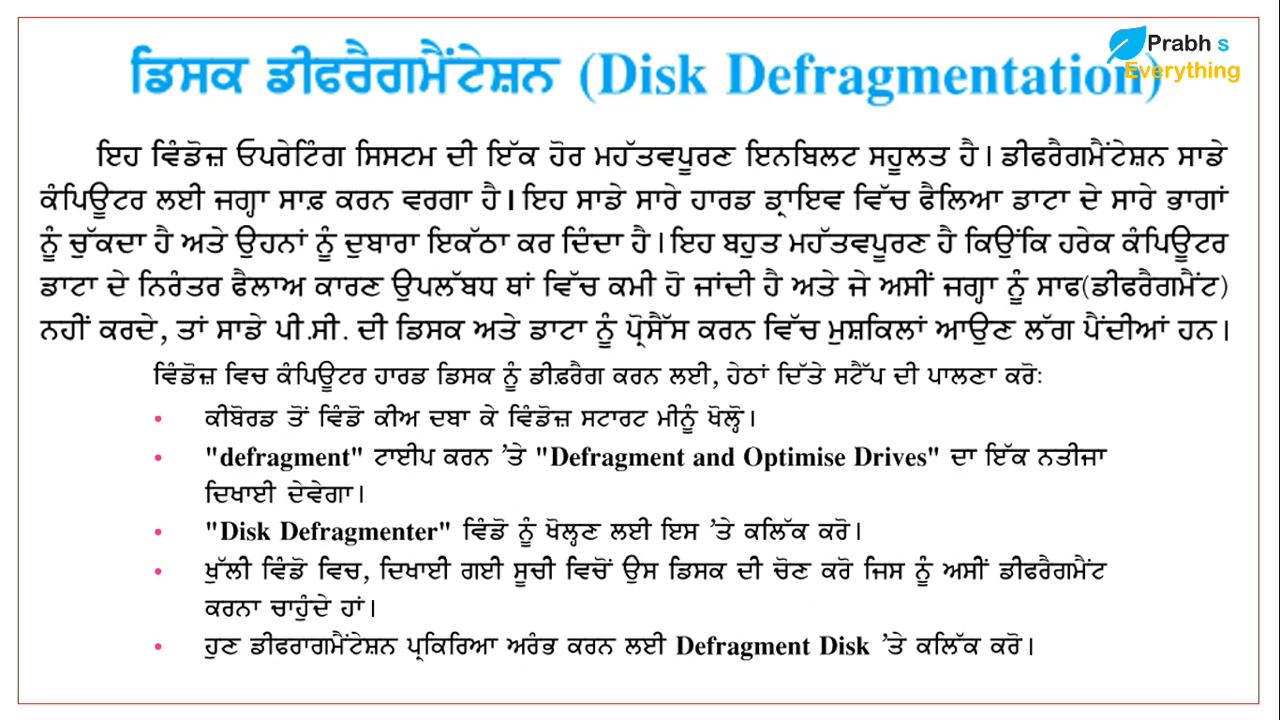 Prabh s
Everything
ਡਿਸਕ ਡੀਫਰੈਗਮੈਂਟੇਸ਼ਨ (Disk Defragmentation)
ਇਹ ਵਿੰਡੋਜ਼ ਓਪਰੇਟਿੰਗ ਸਿਸਟਮ ਦੀ ਇੱਕ ਹੋਰ ਮਹੱਤਵਪੂਰਣ ਇਨਬਿਲਟ ਸਹੂਲਤ ਹੈ। ਡੀਫਰੈਗਮੈਂਟੇਸ਼ਨ ਸਾਡੇ
ਕੰਪਿਊਟਰ ਲਈ ਜਗ੍ਹਾ ਸਾਫ਼ ਕਰਨ ਵਰਗਾ ਹੈ। ਇਹ ਸਾਡੇ ਸਾਰੇ ਹਾਰਡ ਡ੍ਰਾਇਵ ਵਿੱਚ ਫੈਲਿਆ ਡਾਟਾ ਦੇ ਸਾਰੇ ਭਾਗਾਂ
ਨੂੰ ਚੁੱਕਦਾ ਹੈ ਅਤੇ ਉਹਨਾਂ ਨੂੰ ਦੁਬਾਰਾ ਇਕੱਠਾ ਕਰ ਦਿੰਦਾ ਹੈ। ਇਹ ਬਹੁਤ ਮਹੱਤਵਪੂਰਣ ਹੈ ਕਿਉਂਕਿ ਹਰੇਕ ਕੰਪਿਊਟਰ
ਡਾਟਾ ਦੇ ਨਿਰੰਤਰ ਫੈਲਾਅ ਕਾਰਣ ਉਪਲੱਬਧ ਥਾਂ ਵਿੱਚ ਕਮੀ ਹੋ ਜਾਂਦੀ ਹੈ ਅਤੇ ਜੇ ਅਸੀਂ ਜਗ੍ਹਾ ਨੂੰ ਸਾਫ(ਡੀਫਰੈਗਮੈਂਟ)
ਨਹੀਂ ਕਰਦੇ, ਤਾਂ ਸਾਡੇ ਪੀ.ਸੀ. ਦੀ ਡਿਸਕ ਅਤੇ ਡਾਟਾ ਨੂੰ ਪ੍ਰੋਸੈੱਸ ਕਰਨ ਵਿੱਚ ਮੁਸ਼ਕਿਲਾਂ ਆਉਣ ਲੱਗ ਪੈਂਦੀਆਂ ਹਨ।
ਵਿੰਡੋਜ਼ ਵਿਚ ਕੰਪਿਊਟਰ ਹਾਰਡ ਡਿਸਕ ਨੂੰ ਡੀਫ਼ਰੈਗ ਕਰਨ ਲਈ, ਹੇਠਾਂ ਦਿੱਤੇ ਸਟੈੱਪ ਦੀ ਪਾਲਣਾ ਕਰੋ:
• ਕੀਬੋਰਡ ਤੋਂ ਵਿੰਡੋ ਕੀਅ ਦਬਾ ਕੇ ਵਿੰਡੋਜ਼ ਸਟਾਰਟ ਮੀਨੂੰ ਖੋਲ੍ਹੋ।
• "defragment" ਟਾਈਪ ਕਰਨ ’ਤੇ "Defragment and Optimise Drives" ਦਾ ਇੱਕ ਨਤੀਜਾ
ਦਿਖਾਈ ਦੇਵੇਗਾ।
• "Disk Defragmenter" ਵਿੰਡੋ ਨੂੰ ਖੋਲ੍ਹਣ ਲਈ ਇਸ ’ਤੇ ਕਲਿੱਕ ਕਰੋ।
• ਖੁੱਲੀ ਵਿੰਡੋ ਵਿਚ, ਦਿਖਾਈ ਗਈ ਸੂਚੀ ਵਿਚੋਂ ਉਸ ਡਿਸਕ ਦੀ ਚੋਣ ਕਰੋ ਜਿਸ ਨੂੰ ਅਸੀਂ ਡੀਫਰੈਗਮੈਂਟ
ਕਰਨਾ ਚਾਹੁੰਦੇ ਹਾਂ।
• ਹੁਣ ਡੀਫਰਾਗਮੈਂਟੇਸ਼ਨ ਪ੍ਰਕਿਰਿਆ ਅਰੰਭ ਕਰਨ ਲਈ Defragment Disk ’ਤੇ ਕਲਿੱਕ ਕਰੋ।